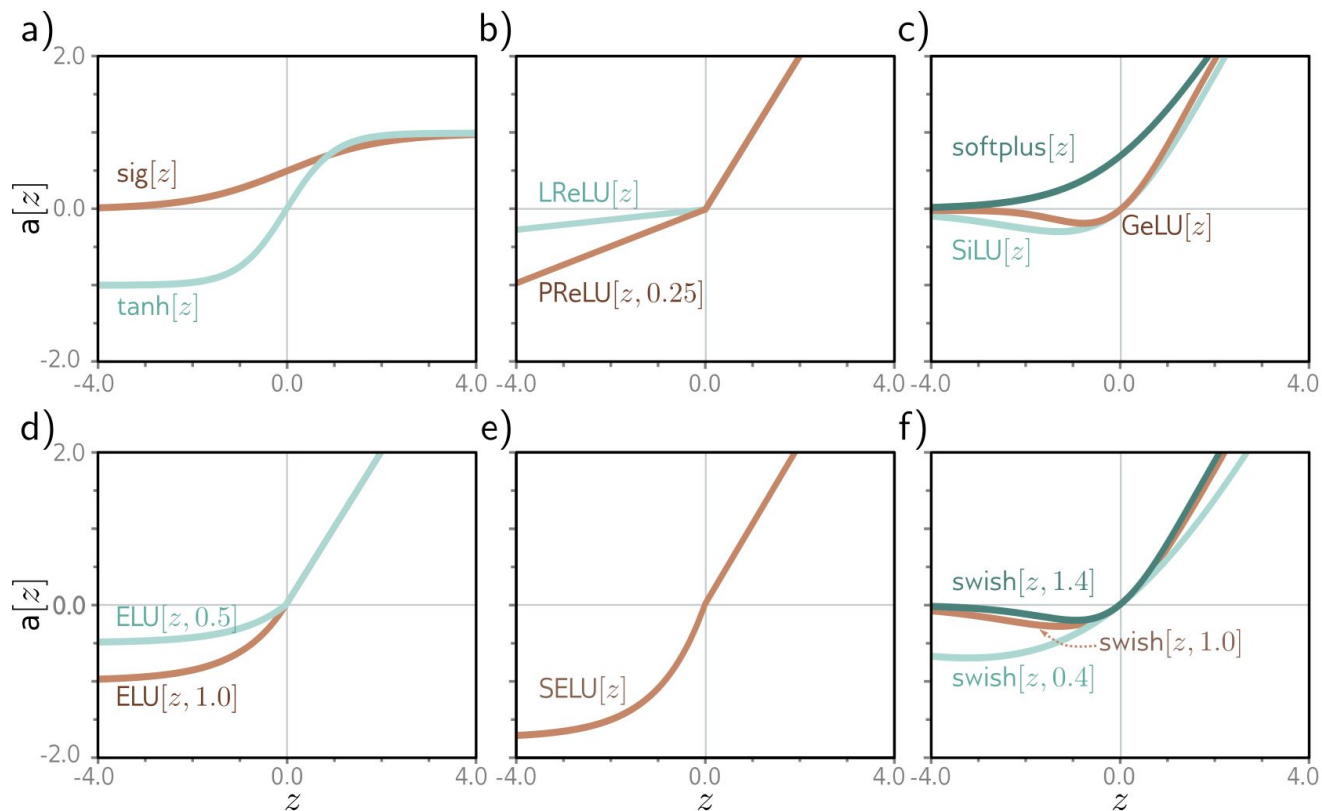 a)
b)
c)
2.0
sig[z]
a[z]
0.0
tanh[z]
-2.0
-4.0 0.0 4.0
LReLU[z]
PReLU[z, 0.25]
-4.0 0.0 4.0
softplus[z]
GeLU[z]
SiLU[z]
-4.0 0.0 4.0
d)
e)
f)
2.0
a[z]
0.0
ELU[z, 0.5]
ELU[z, 1.0]
-2.0
-4.0 0.0 4.0
z
SELU[z]
-4.0 0.0 4.0
z
swish[z, 1.4]
swish[z, 1.0]
swish[z, 0.4]
-4.0 0.0 4.0
z